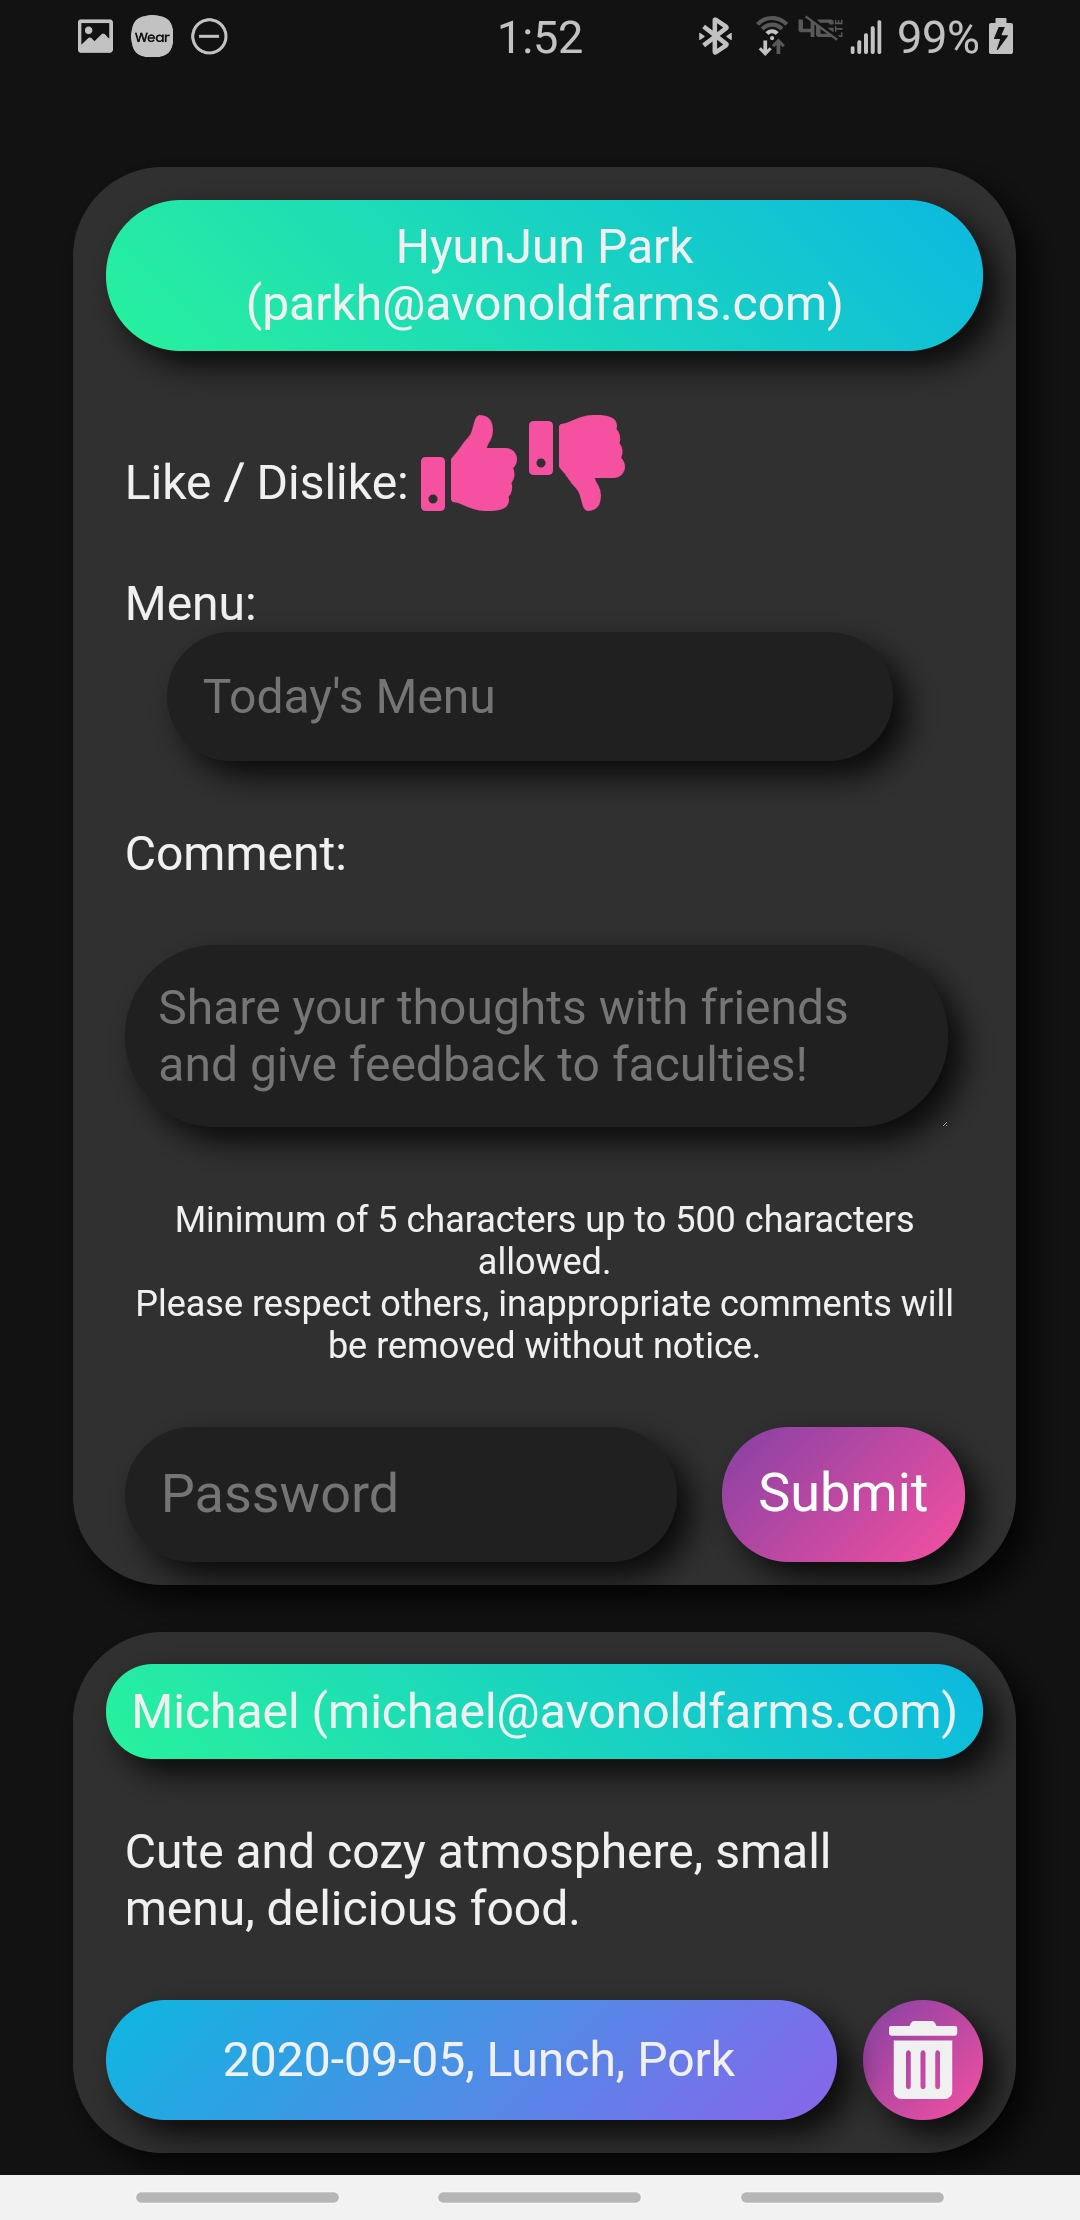 Wear
1:52
4G LTE
99%
HyunJun Park
(parkh@avonoldfarms.com)
Like / Dislike:
Menu:
Today's Menu
Comment:
Share your thoughts with friends
and give feedback to faculties!
Minimum of 5 characters up to 500 characters
allowed.
Please respect others, inappropriate comments will
be removed without notice.
Password
Submit
Michael (michael@avonoldfarms.com)
Cute and cozy atmosphere, small
menu, delicious food.
2020-09-05, Lunch, Pork